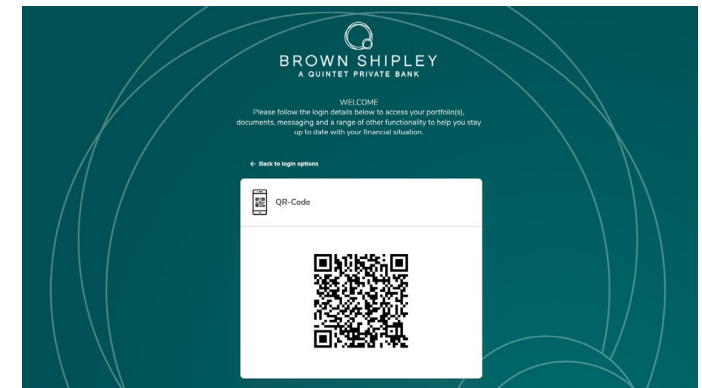 BROWN SHIPLEY
A QUINTET PRIVATE BANK
WELCOME
Please follow the login details below to access your portfolio(s),
documents, messaging and a range of other functionality to help you stay
up to date with your financial situation.
← Back to login options
QR-Code